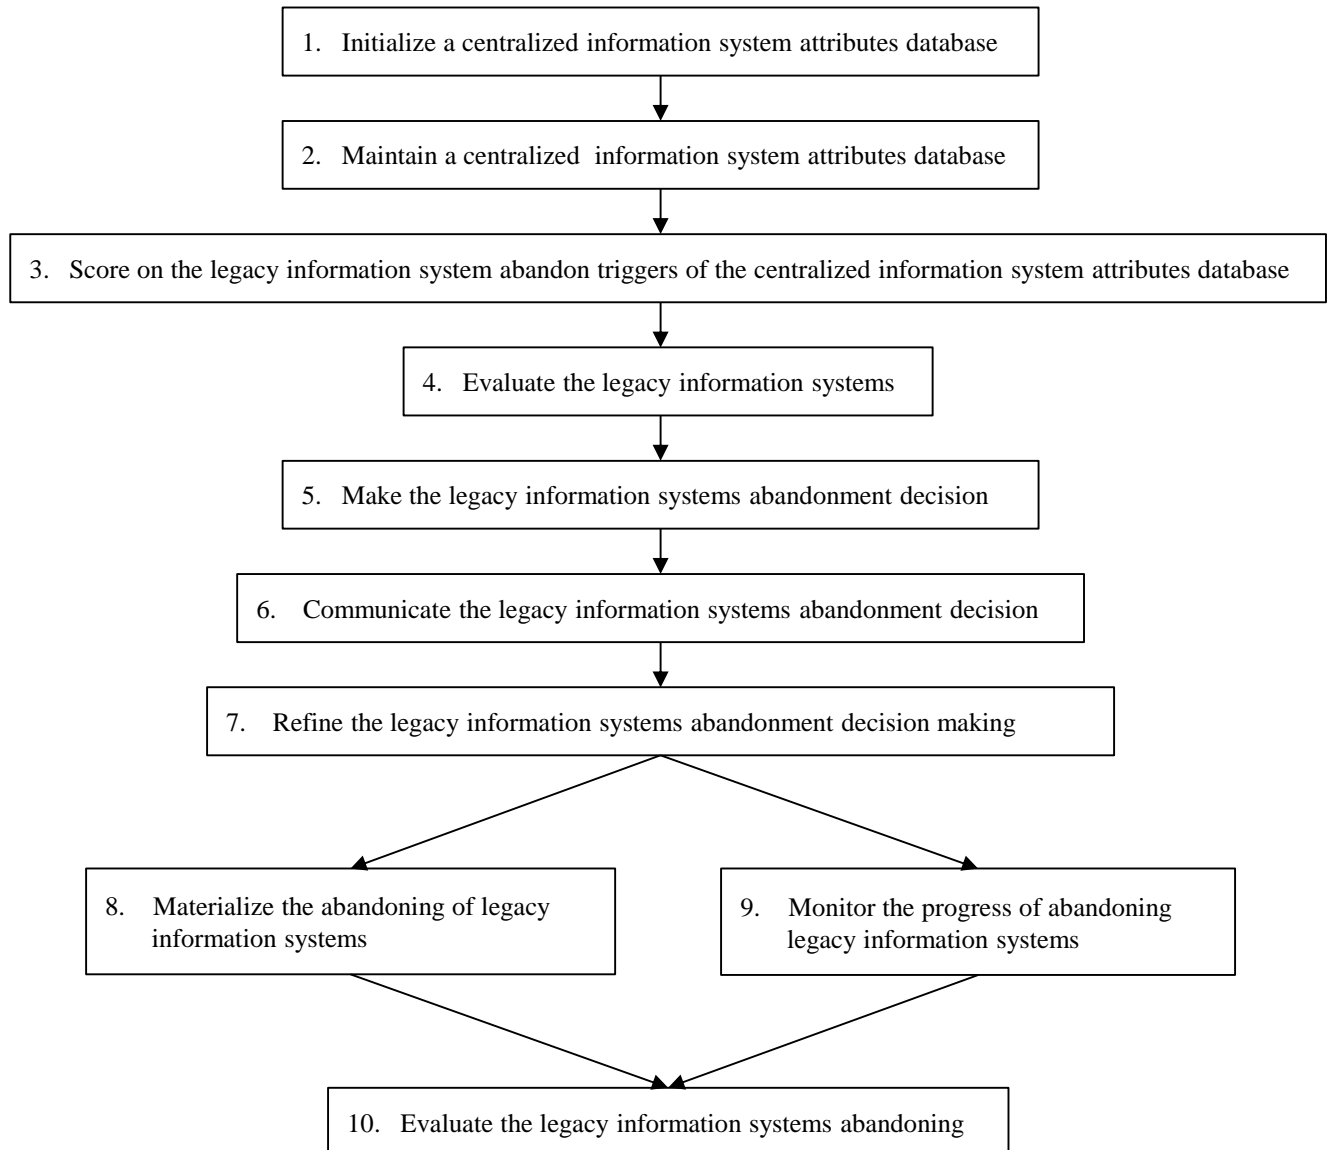 1. Initialize a centralized information system attributes database
2. Maintain a centralized information system attributes database
3. Score on the legacy information system abandon triggers of the centralized information system attributes database
4. Evaluate the legacy information systems
5. Make the legacy information systems abandonment decision
6. Communicate the legacy information systems abandonment decision
7. Refine the legacy information systems abandonment decision making
8. Materialize the abandoning of legacy
information systems
9. Monitor the progress of abandoning
legacy information systems
10. Evaluate the legacy information systems abandoning